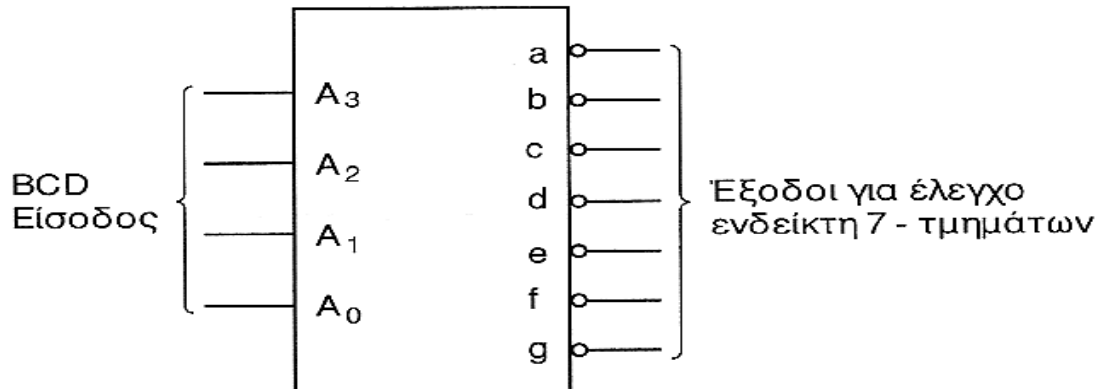 BCD
Είσοδος
A3
A2
A1
A0
a
b
c
d
e
f
g
Έξοδοι για έλεγχο
ενδείκτη 7 - τμημάτων